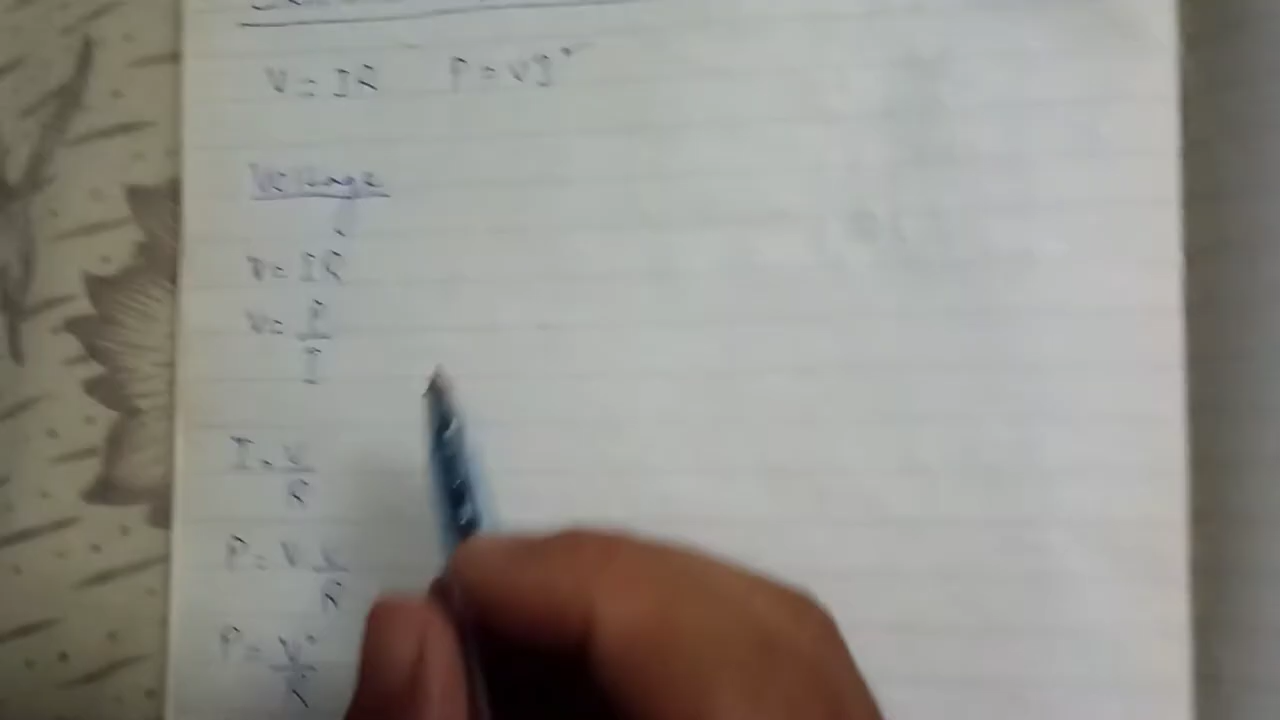 V = IR P = VI
Voltage
V = IR
V = P/I
I = V/R
P = V V/R
P = V²/R